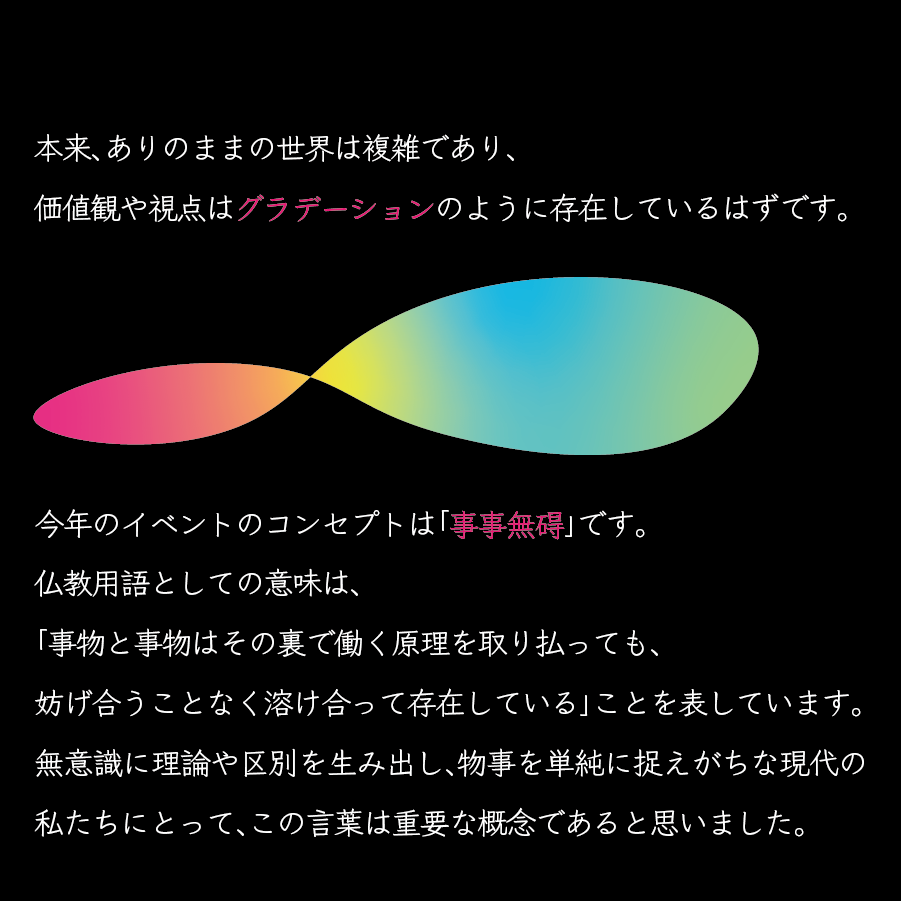 本来、ありのままの世界は複雑であり、
価値観や視点はグラデーションのように存在しているはずです。
今年のイベントのコンセプトは「事事無碍」です。
仏教用語としての意味は、
「事物と事物はその裏で働く原理を取り払っても、
妨げ合うことなく溶け合って存在している」ことを表しています。
無意識に理論や区別を生み出し、物事を単純に捉えがちな現代の
私たちにとって、この言葉は重要な概念であると思いました。